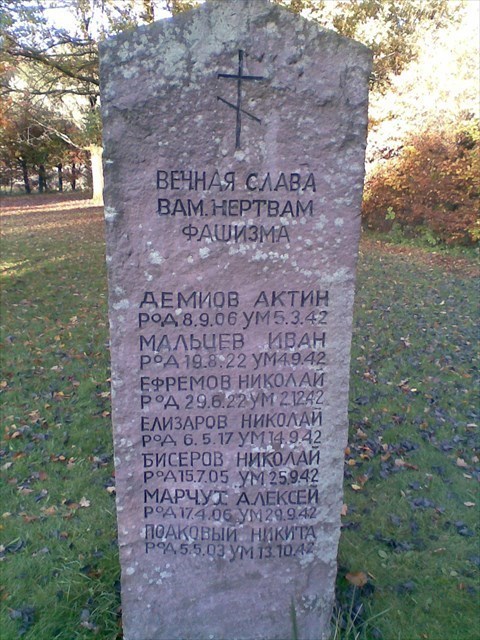 ВЕЧНАЯ СЛАВА
ВАМ. НЕРТВАМ
ФАШИЗМА
ДЕМИОВ АКТИН
РОД 8.9.06 УМ 5.3.42
МАЛЬЦЕВ ИВАН
РОД 19.8.22 УМ 4.9.42
ЕФРЕМОВ НИКОЛАЙ
РОД 29.6.22 УМ 2.12.42
ЕЛИЗАРОВ НИКОЛАЙ
РОД 6.5.17 УМ 14.9.42
БИСЕРОВ НИКОЛАЙ
РОД 15.7.05 УМ 25.9.42
МАРЧУТ АЛЕКСЕЙ
РОД 17.4.06 УМ 29.9.42
ПОАКОВЫЙ НИКИТА
РОД 5.5.03 УМ 13.10.42